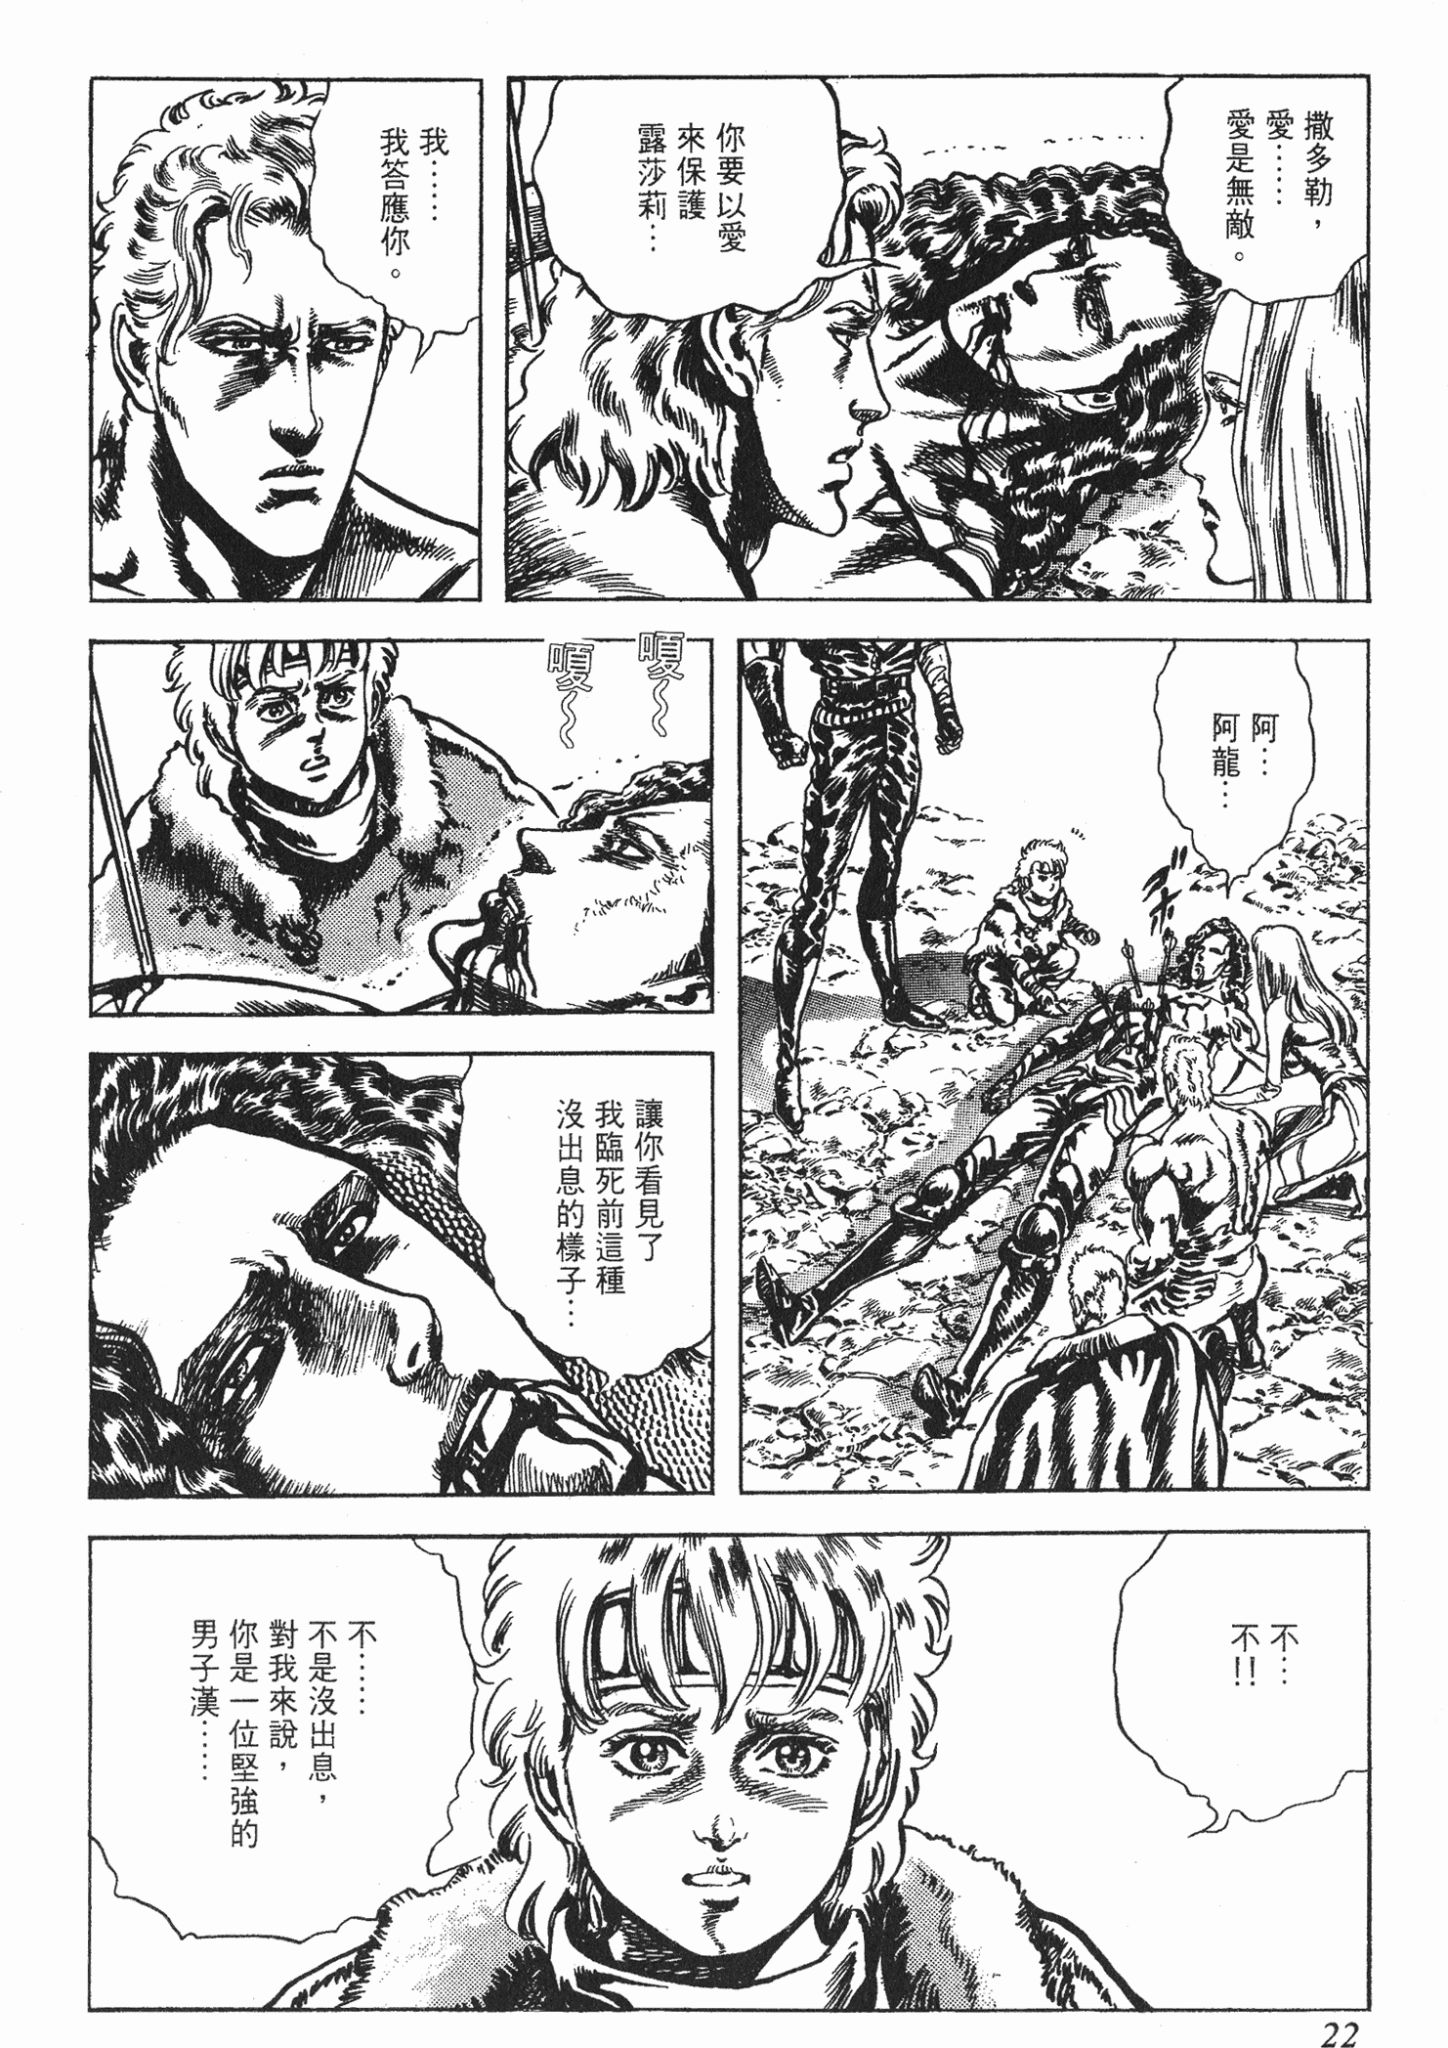 撒多勒，
愛……
愛是無敵。
你要以愛
來保護
露莎莉…
我……
我答應你。
阿…
阿龍…
嗄～
嗄～
讓你看見了
我臨死前這種
沒出息的樣子…
不…
不!!
不……
不是沒出息，
對我來說，
你是一位堅強的
男子漢……
22